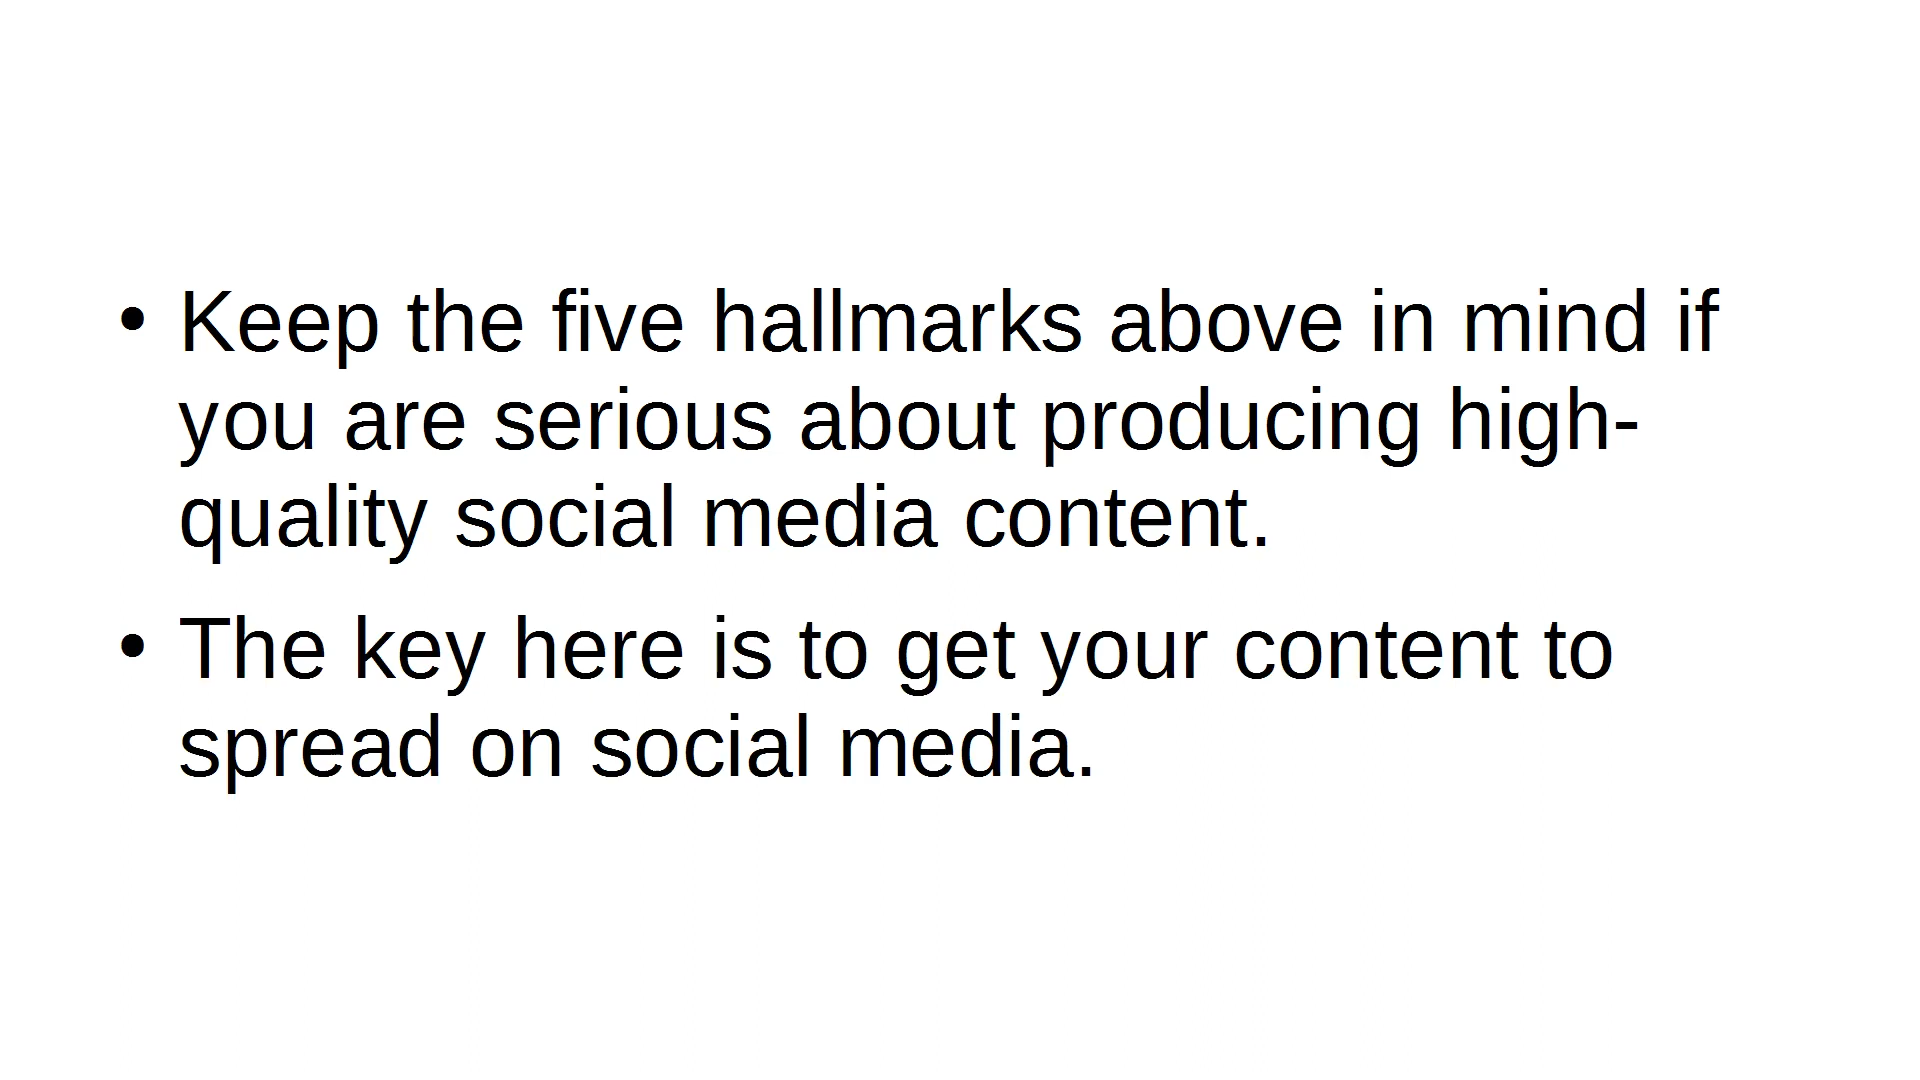 • Keep the five hallmarks above in mind if
you are serious about producing high-
quality social media content.
• The key here is to get your content to
spread on social media.